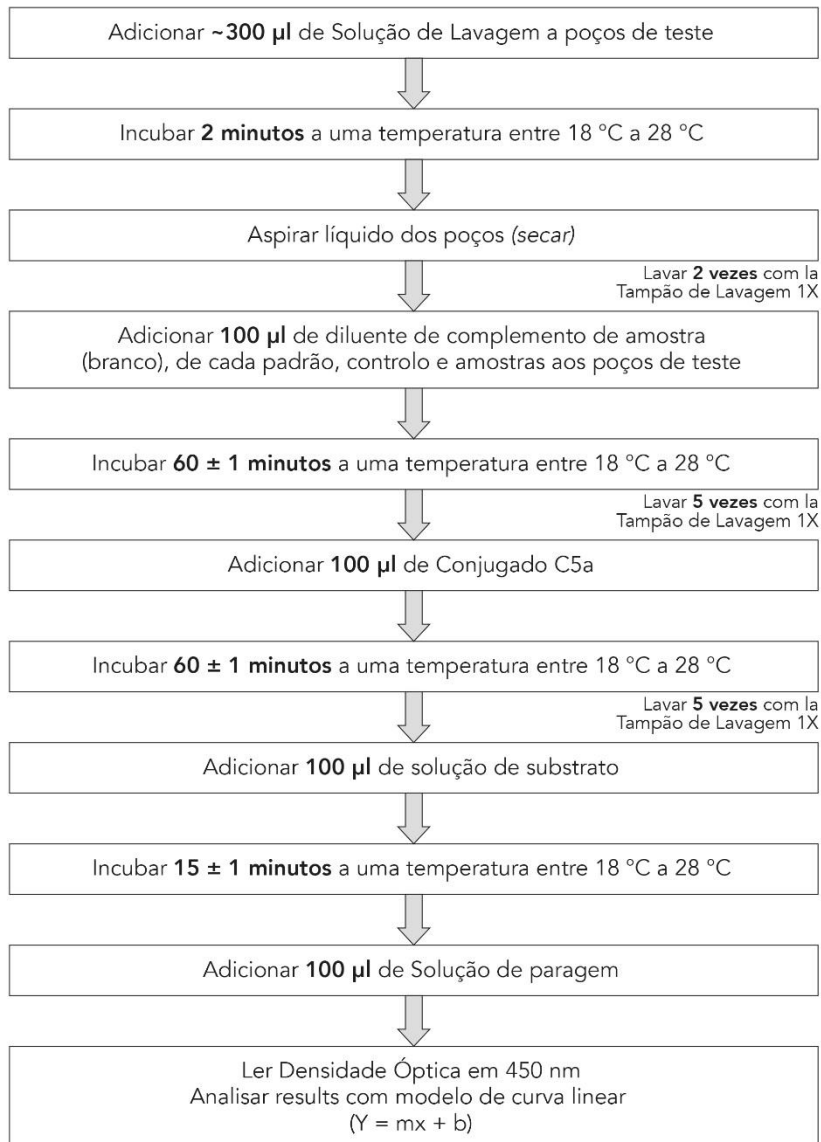 Adicionar ~300 µl de Solução de Lavagem a poços de teste
Incubar 2 minutos a uma temperatura entre 18 °C a 28 °C
Aspirar líquido dos poços (secar)
Lavar 2 vezes com la
Tampão de Lavagem 1X
Adicionar 100 µl de diluente de complemento de amostra
(branco), de cada padrão, controlo e amostras aos poços de teste
Incubar 60 ± 1 minutos a uma temperatura entre 18 °C a 28 °C
Lavar 5 vezes com la
Tampão de Lavagem 1X
Adicionar 100 µl de Conjugado C5a
Incubar 60 ± 1 minutos a uma temperatura entre 18 °C a 28 °C
Lavar 5 vezes com la
Tampão de Lavagem 1X
Adicionar 100 µl de solução de substrato
Incubar 15 ± 1 minutos a uma temperatura entre 18 °C a 28 °C
Adicionar 100 µl de Solução de paragem
Ler Densidade Óptica em 450 nm
Analisar results com modelo de curva linear
(Y = mx + b)